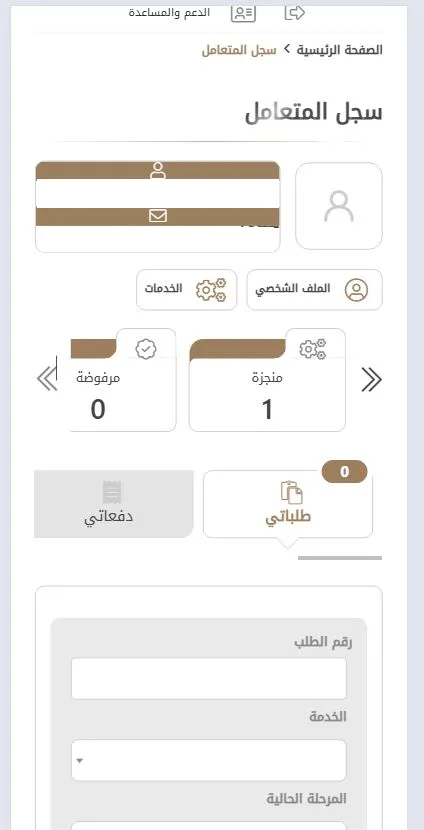 الدعم والمساعدة
الصفحة الرئيسية > سجل المتعامل
سجل المتعامل
الملف الشخصي
الخدمات
منجزة
1
مرفوضة
0
0
طلباتي
دفعاتي
رقم الطلب
الخدمة
المرحلة الحالية